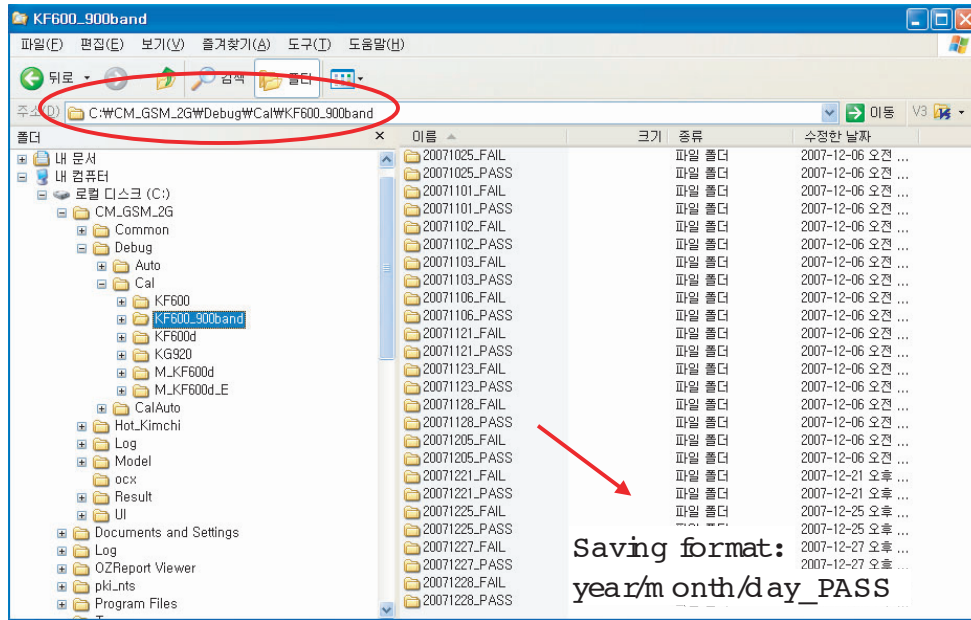 KF600_900band
파일(F) 편집(E) 보기(V) 즐겨찾기(A) 도구(T) 도움말(H)
뒤로 검색 폴더
주소(D) C:₩CM_GSM_2G₩Debug₩Cal₩KF600_900band 이동 V3
폴더 이름 크기 종류 수정한 날짜
내 문서
내 컴퓨터
로컬 디스크 (C:)
CM_GSM_2G
Common
Debug
Auto
Cal
KF600
KF600_900band
KF600d
KG920
M_KF600d
M_KF600d_E
CalAuto
Hot_Kimchi
Log
Model
ocx
Result
UI
Documents and Settings
Log
OZReport Viewer
pki_nts
Program Files
20071025_FAIL 파일 폴더 2007-12-06 오전 ...
20071025_PASS 파일 폴더 2007-12-06 오전 ...
20071101_FAIL 파일 폴더 2007-12-06 오전 ...
20071101_PASS 파일 폴더 2007-12-06 오전 ...
20071102_FAIL 파일 폴더 2007-12-06 오전 ...
20071102_PASS 파일 폴더 2007-12-06 오전 ...
20071103_FAIL 파일 폴더 2007-12-06 오전 ...
20071103_PASS 파일 폴더 2007-12-06 오전 ...
20071106_FAIL 파일 폴더 2007-12-06 오전 ...
20071106_PASS 파일 폴더 2007-12-06 오전 ...
20071121_FAIL 파일 폴더 2007-12-06 오전 ...
20071121_PASS 파일 폴더 2007-12-06 오전 ...
20071123_FAIL 파일 폴더 2007-12-06 오전 ...
20071123_PASS 파일 폴더 2007-12-06 오전 ...
20071128_FAIL 파일 폴더 2007-12-06 오전 ...
20071128_PASS 파일 폴더 2007-12-06 오전 ...
20071205_FAIL 파일 폴더 2007-12-06 오전 ...
20071205_PASS 파일 폴더 2007-12-06 오전 ...
20071221_FAIL 파일 폴더 2007-12-21 오후 ...
20071221_PASS 파일 폴더 2007-12-21 오후 ...
20071225_FAIL 파일 폴더 2007-12-25 오후 ...
20071225_PASS 2007-12-25 오후 ...
20071227_FAIL 2007-12-27 오후 ...
20071227_PASS 2007-12-27 오후 ...
20071228_FAIL
20071228_PASS
Saving format:
year/month/day_PASS